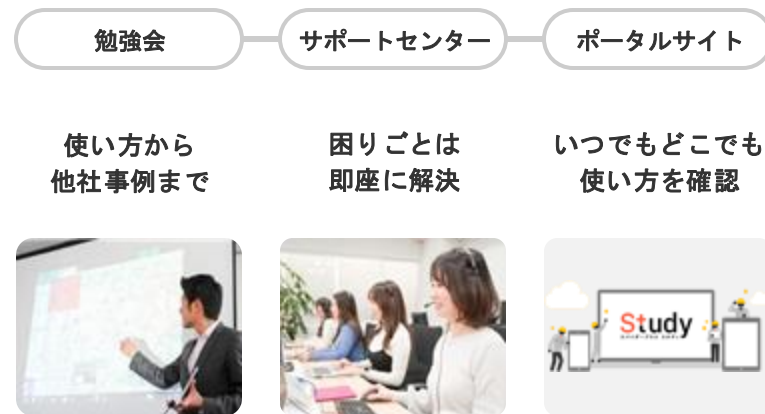 勉強会
サポートセンター
ポータルサイト
使い方から
他社事例まで
困りごとは
即座に解決
いつでもどこでも
使い方を確認
Study